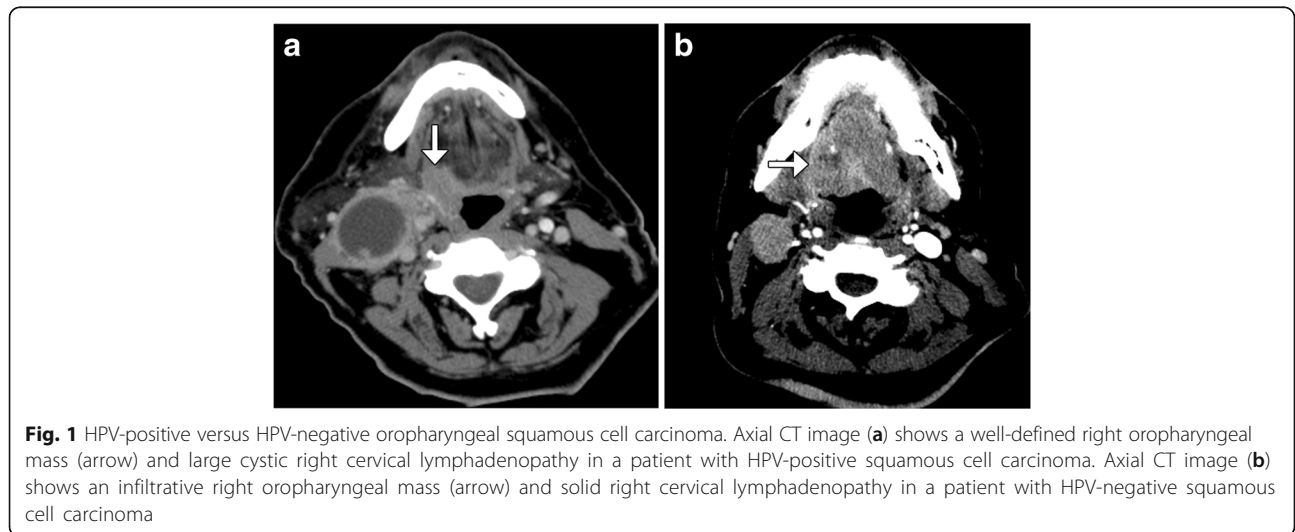 a
b
Fig. 1 HPV-positive versus HPV-negative oropharyngeal squamous cell carcinoma. Axial CT image (a) shows a well-defined right oropharyngeal
mass (arrow) and large cystic right cervical lymphadenopathy in a patient with HPV-positive squamous cell carcinoma. Axial CT image (b)
shows an infiltrative right oropharyngeal mass (arrow) and solid right cervical lymphadenopathy in a patient with HPV-negative squamous
cell carcinoma